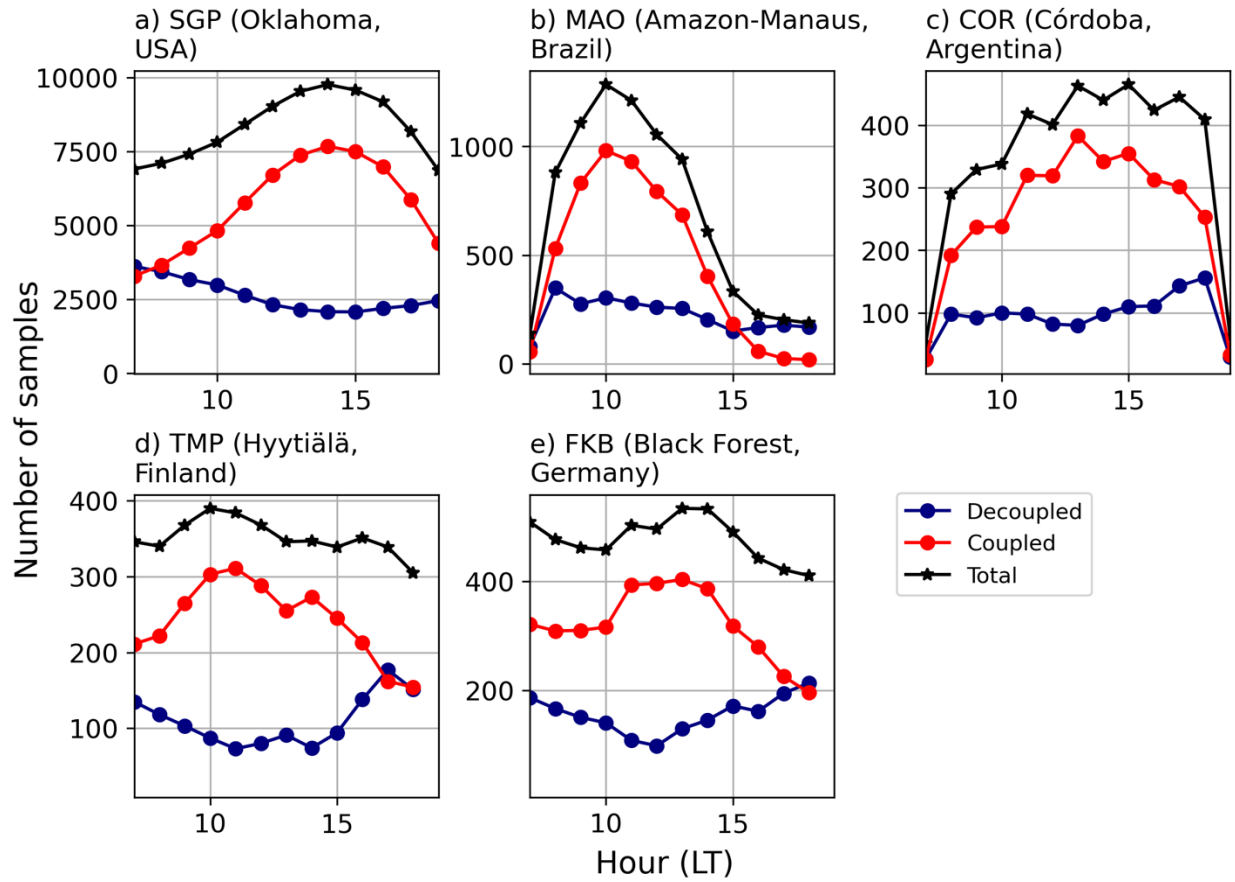 a) SGP (Oklahoma,
USA)
b) MAO (Amazon-Manaus,
Brazil)
c) COR (Córdoba,
Argentina)
10000
7500
5000
2500
0
10
15
1000
500
0
10
15
400
300
200
100
10
15
Number of samples
d) TMP (Hyytiälä,
Finland)
e) FKB (Black Forest,
Germany)
400
300
200
100
10
15
400
200
10
15
Decoupled
Coupled
Total
Hour (LT)